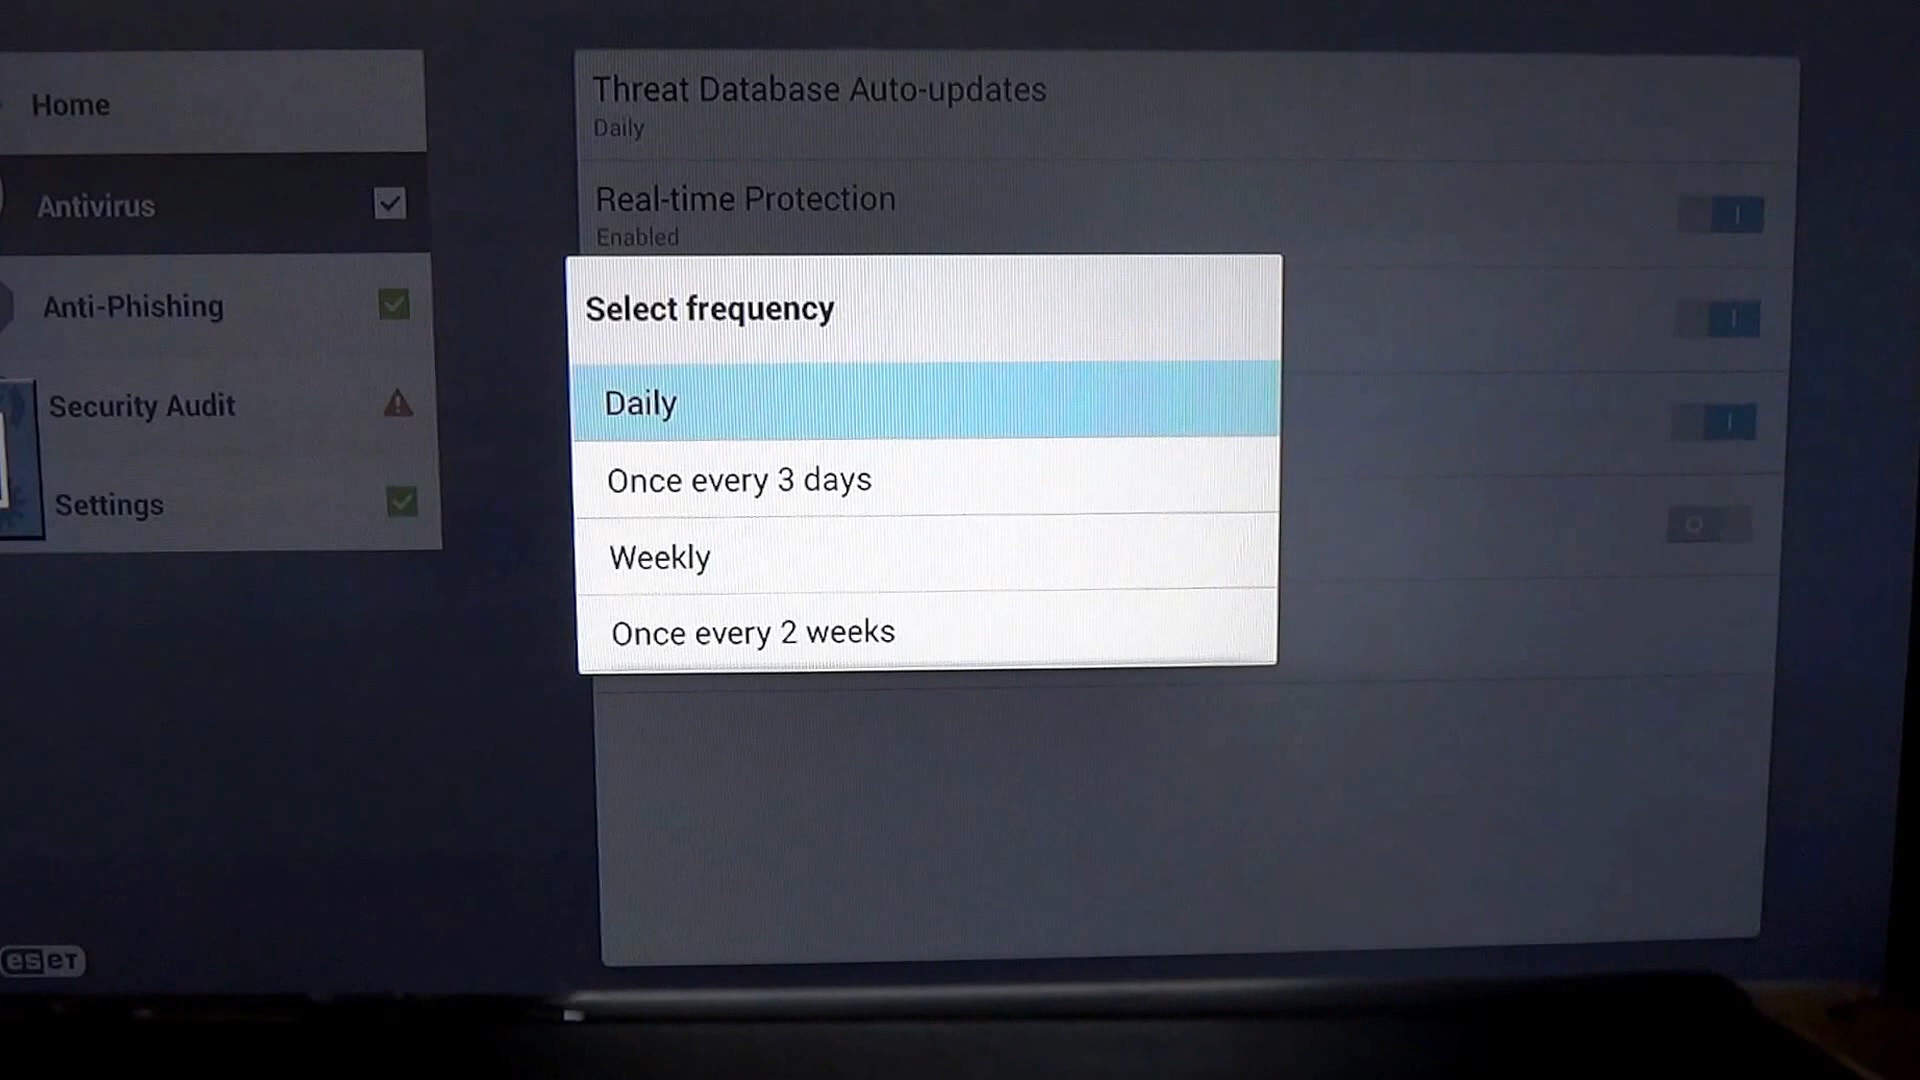 Home
Antivirus
Anti-Phishing
Security Audit
Settings
eseT
Threat Database Auto-updates
Daily
Real-time Protection
Enabled
Select frequency
Daily
Once every 3 days
Weekly
Once every 2 weeks